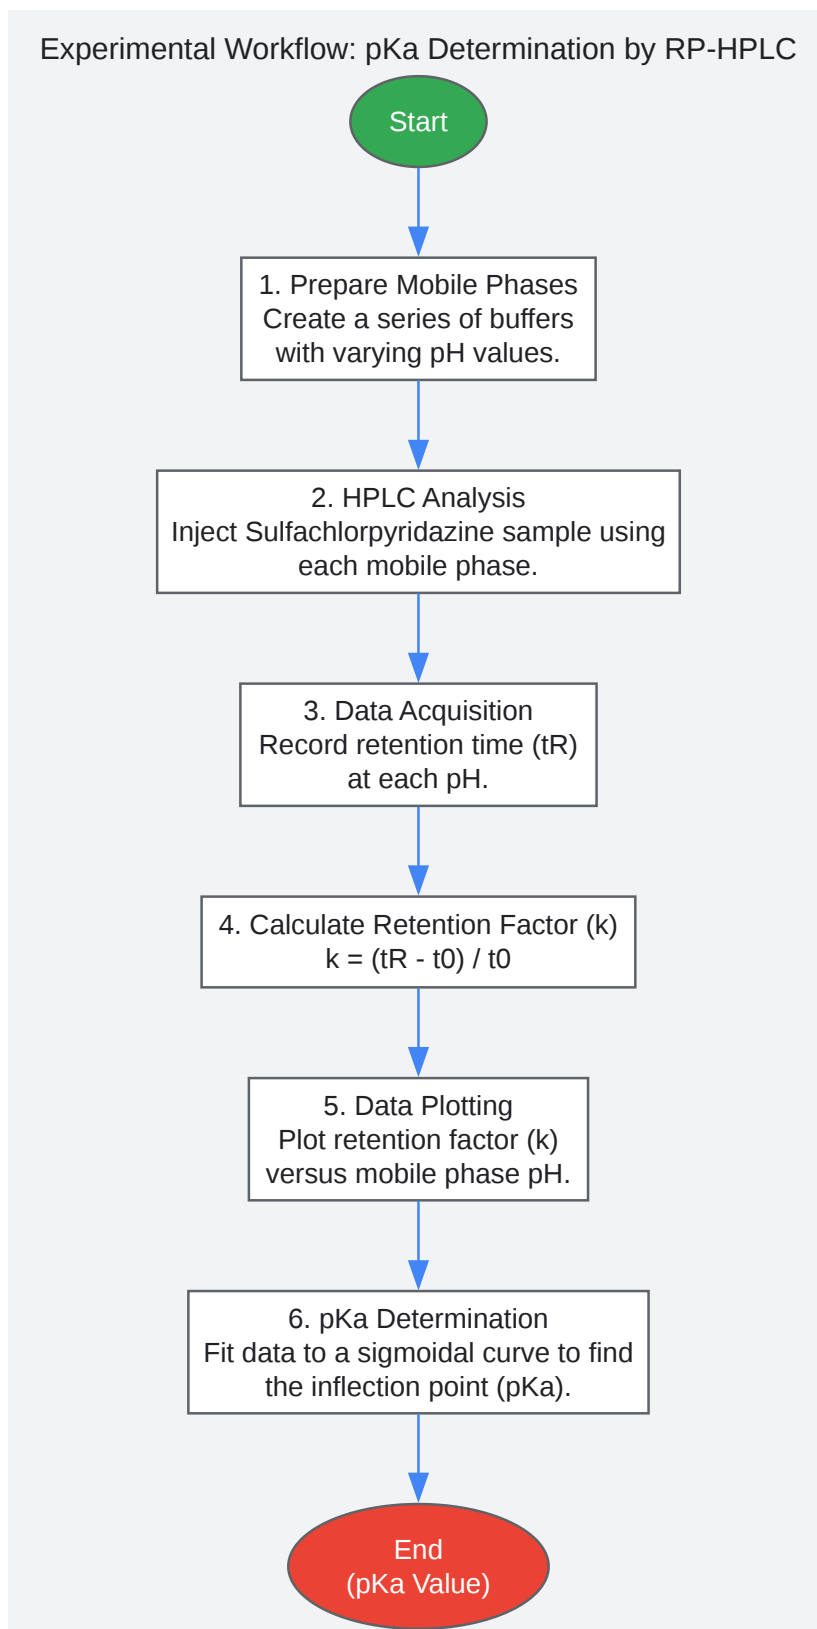 Experimental Workflow: pKa Determination by RP-HPLC
Start
1. Prepare Mobile Phases
Create a series of buffers
with varying pH values.
2. HPLC Analysis
Inject Sulfachlorpyridazine sample using
each mobile phase.
3. Data Acquisition
Record retention time (tR)
at each pH.
4. Calculate Retention Factor (k)
k = (tR - t0) / t0
5. Data Plotting
Plot retention factor (k)
versus mobile phase pH.
6. pKa Determination
Fit data to a sigmoidal curve to find
the inflection point (pKa).
End
(pKa Value)